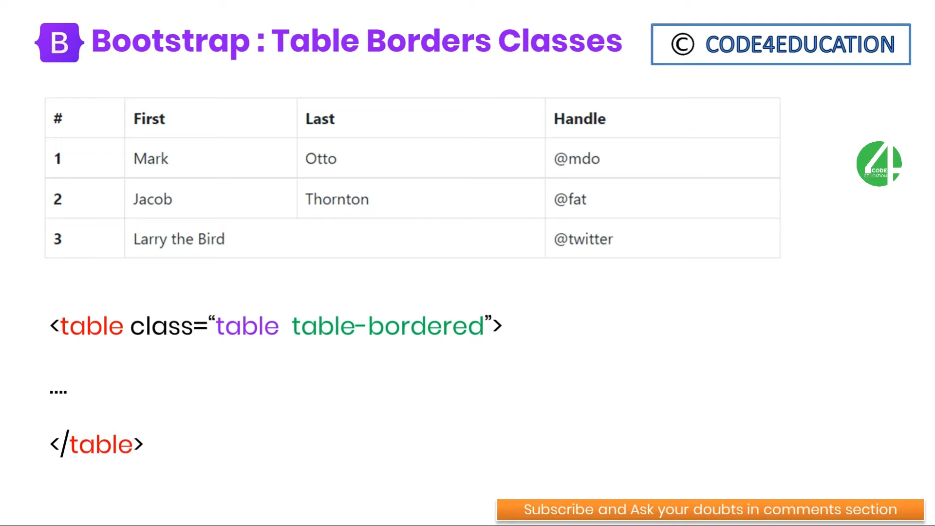 B Bootstrap : Table Borders Classes
© CODE4EDUCATION
# First Last Handle
1 Mark Otto @mdo
2 Jacob Thornton @fat
3 Larry the Bird @twitter
4 CODE
<table class=“table table-bordered”>
....
</table>
Subscribe and Ask your doubts in comments section